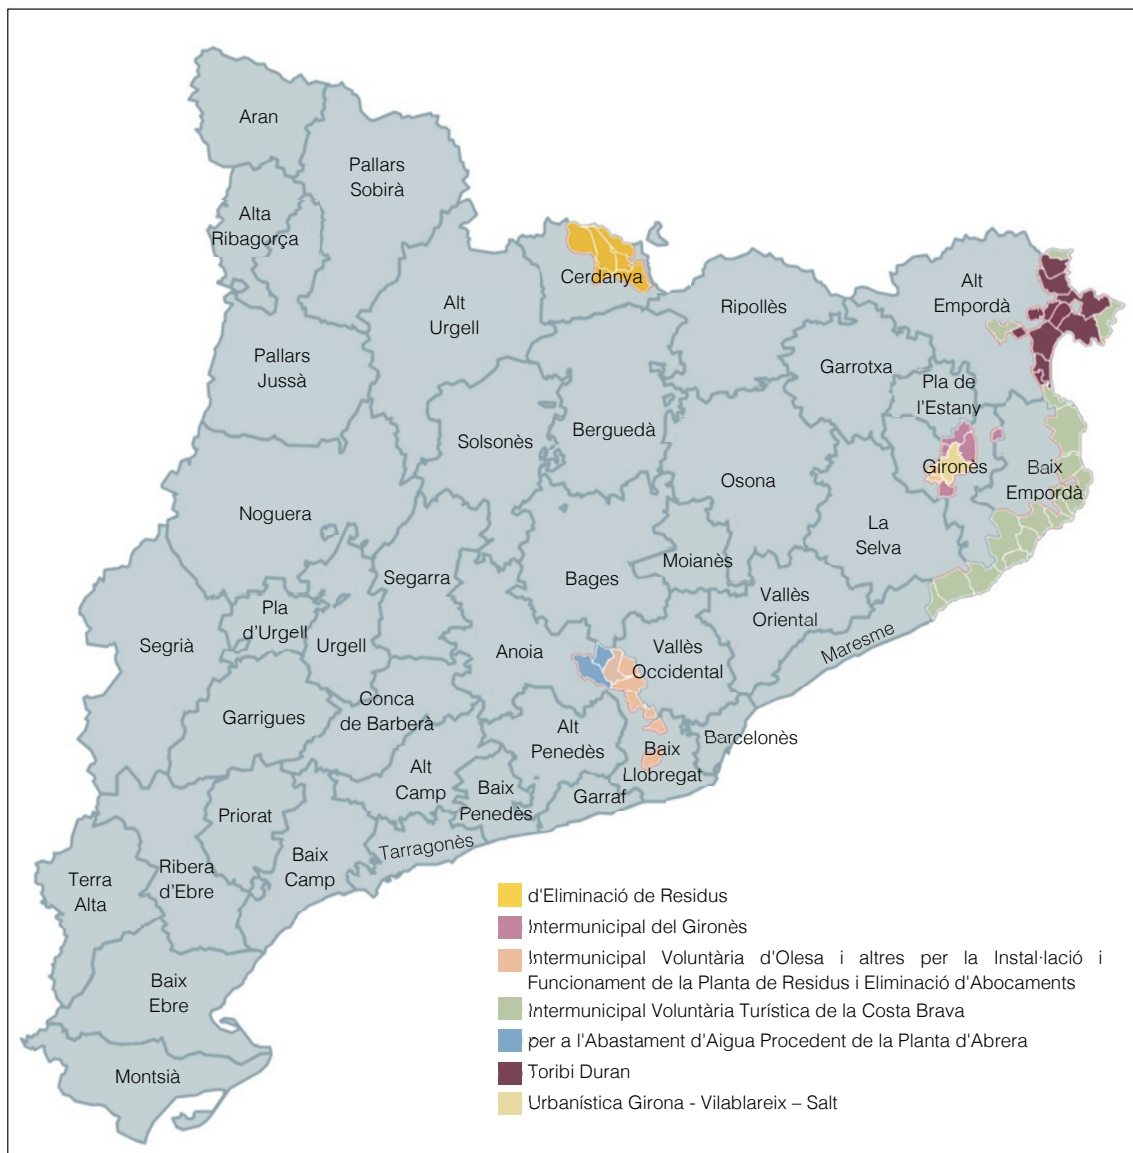 Aran
Pallars
Sobirà
Alta
Ribagorça
Cerdanya
Alt
Empordà
Alt
Urgell
Ripollès
Pallars
Jussà
Garrotxa
Pla de
l'Estany
Solsonès
Berguedà
Gironès
Baix
Empordà
Osona
Noguera
La
Selva
Moianès
Segarra
Bages
Vallès
Oriental
Pla
d'Urgell
Segrià
Urgell
Anoia
Vallès
Occidental
Maresme
Conca
de Barberà
Garrigues
Alt
Penedès
Barcelonès
Baix
Llobregat
Alt
Camp
Baix
Penedès
Garraf
Priorat
Tarragonès
Baix
Camp
Ribera
d'Ebre
Terra
Alta
Baix
Ebre
Montsià
d'Eliminació de Residus
Intermunicipal del Gironès
Intermunicipal Voluntària d'Olesa i altres per la Instal·lació i
Funcionament de la Planta de Residus i Eliminació d'Abocaments
Intermunicipal Voluntària Turística de la Costa Brava
per a l'Abastament d'Aigua Procedent de la Planta d'Abrera
Toribi Duran
Urbanística Girona - Vilablareix – Salt